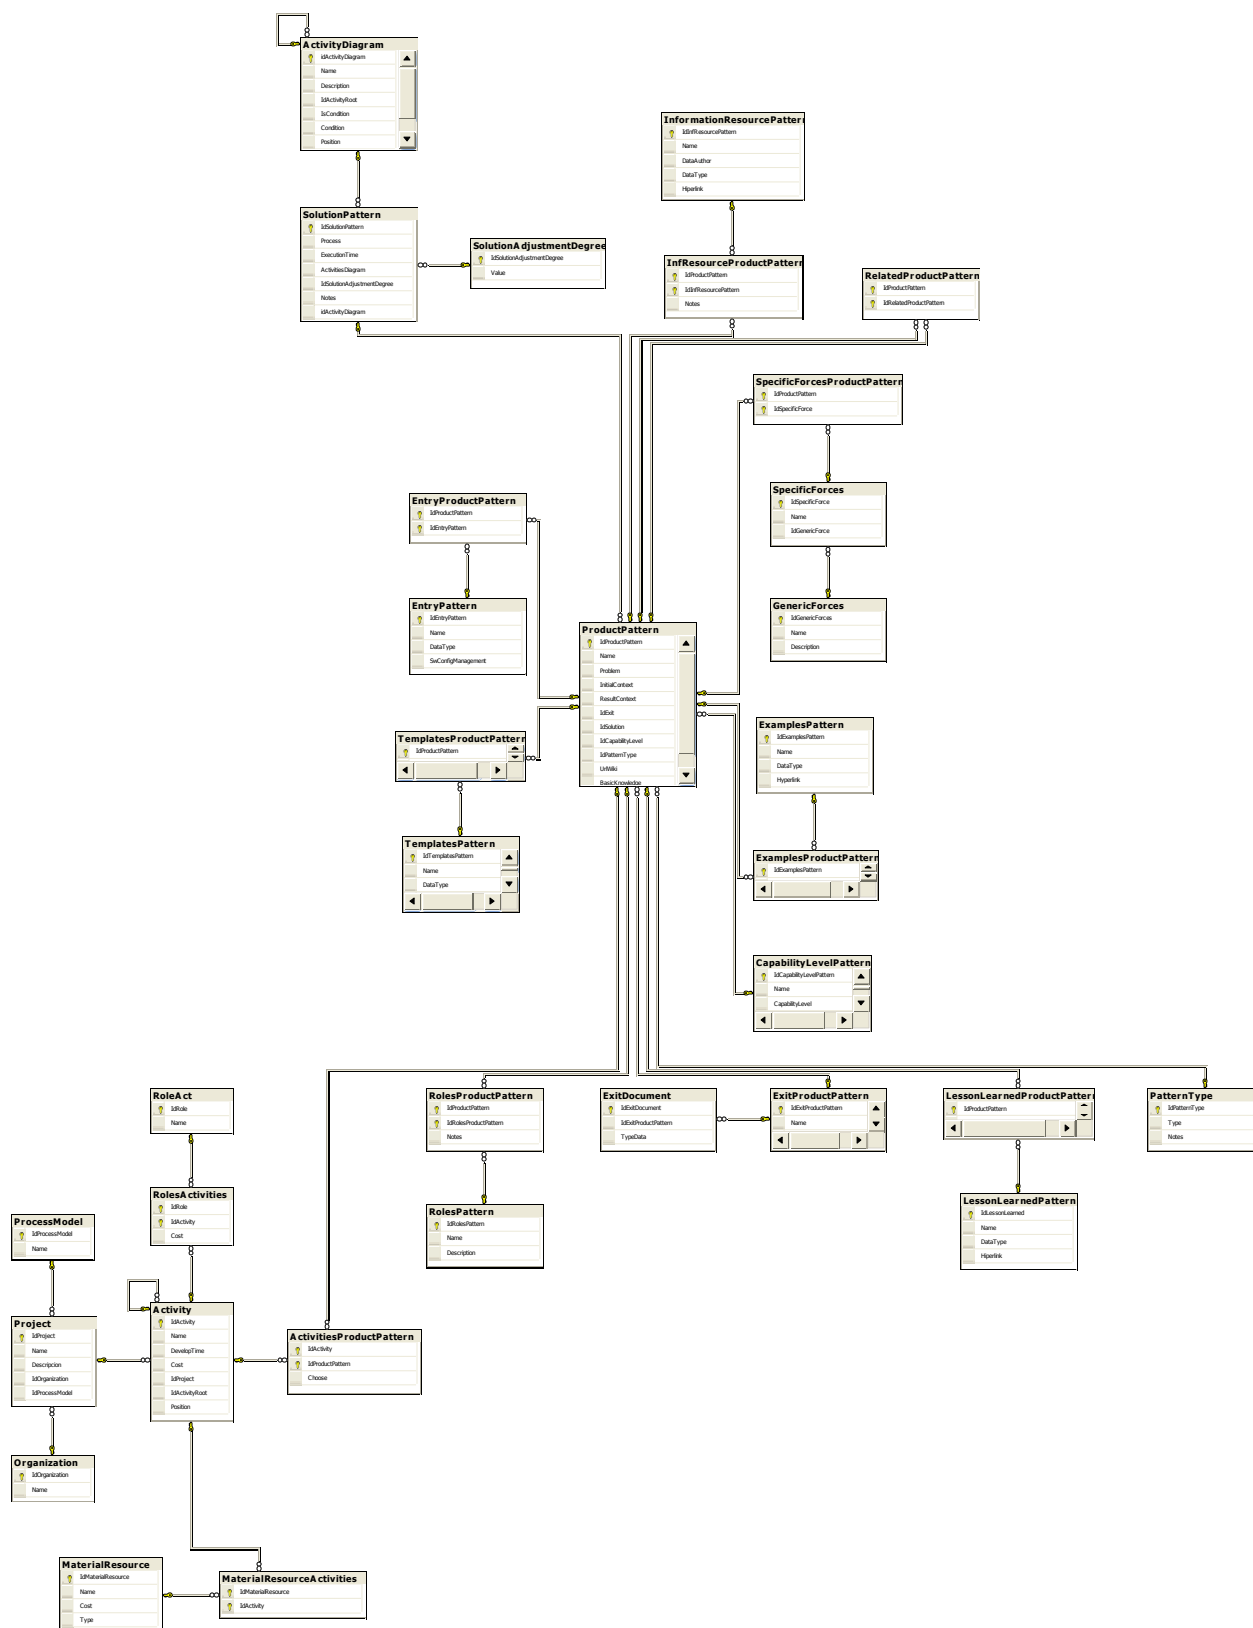 ActivityDiagram
idActivityDiagram
Name
Description
IdActivityRoot
IsCondition
Condition
Position
InformationResourcePattern
IdInfResourcePattern
Name
DataAuthor
DataType
Hiperlink
SolutionPattern
IdSolutionPattern
Process
ExecutionTime
ActivitiesDiagram
IdSolutionAdjustmentDegree
Notes
idActivityDiagram
SolutionAdjustmentDegree
IdSolutionAdjustmentDegree
Value
InfResourceProductPattern
IdProductPattern
IdInfResourcePattern
Notes
RelatedProductPattern
IdProductPattern
IdRelatedProductPattern
SpecificForcesProductPattern
IdProductPattern
IdSpecificForce
SpecificForces
IdSpecificForce
Name
IdGenericForce
EntryProductPattern
IdProductPattern
IdEntryPattern
EntryPattern
IdEntryPattern
Name
DataType
SwConfigManagement
GenericForces
IdGenericForces
Name
Description
ProductPattern
IdProductPattern
Name
Problem
InitialContext
ResultContext
IdExit
IdSolution
IdCapabilityLevel
IdPatternType
UrlWiki
BasicKnowledge
TemplatesProductPattern
IdProductPattern
TemplatesPattern
IdTemplatesPattern
Name
DataType
ExamplesPattern
IdExamplesPattern
Name
DataType
Hyperlink
ExamplesProductPattern
IdExamplesPattern
CapabilityLevelPattern
IdCapabilityLevelPattern
Name
CapabilityLevel
RoleAct
IdRole
Name
RolesProductPattern
IdProductPattern
IdRolesProductPattern
Notes
ExitDocument
IdExitDocument
IdExitProductPattern
TypeData
ExitProductPattern
IdExitProductPattern
Name
LessonLearnedProductPattern
IdProductPattern
PatternType
IdPatternType
Type
Notes
RolesActivities
IdRole
IdActivity
Cost
RolesPattern
IdRolesPattern
Name
Description
LessonLearnedPattern
IdLessonLearned
Name
DataType
Hiperlink
ProcessModel
IdProcessModel
Name
Project
IdProject
Name
Descripcion
IdOrganization
IdProcessModel
Activity
IdActivity
Name
DevelopTime
Cost
IdProject
IdActivityRoot
Position
ActivitiesProductPattern
IdActivity
IdProductPattern
Choose
Organization
IdOrganization
Name
MaterialResource
IdMaterialResource
Name
Cost
Type
MaterialResourceActivities
IdMaterialResource
IdActivity